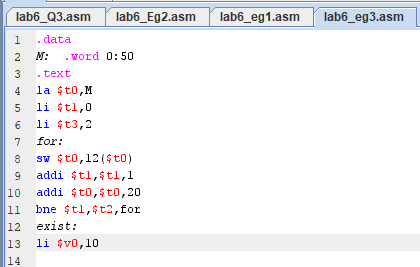 lab6_Q3.asm lab6_Eg2.asm lab6_eg1.asm lab6_eg3.asm
1 .data
2 M: .word 0:50
3 .text
4 la $t0,M
5 li $t1,0
6 li $t3,2
7 for:
8 sw $t0,12($t0)
9 addi $t1,$t1,1
10 addi $t0,$t0,20
11 bne $t1,$t2,for
12 exist:
13 li $v0,10
14